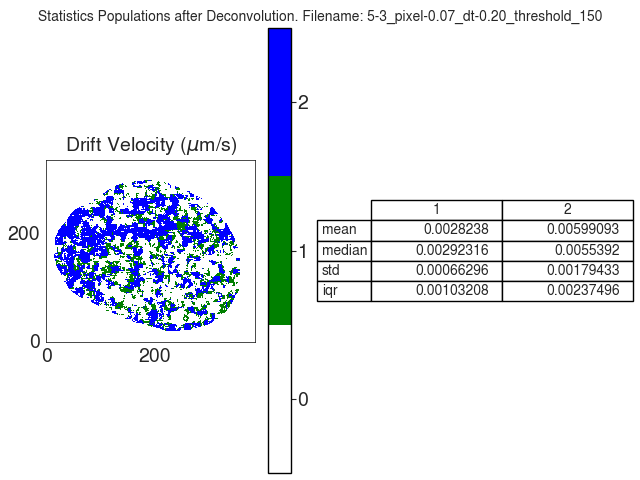 Statistics Populations after Deconvolution. Filename: 5-3_pixel-0.07_dt-0.20_threshold_150
Drift Velocity (μm/s)
200
0
0 200
2
1
0
1 2
mean 0.0028238 0.00599093
median 0.00292316 0.0055392
std 0.00066296 0.00179433
iqr 0.00103208 0.00237496